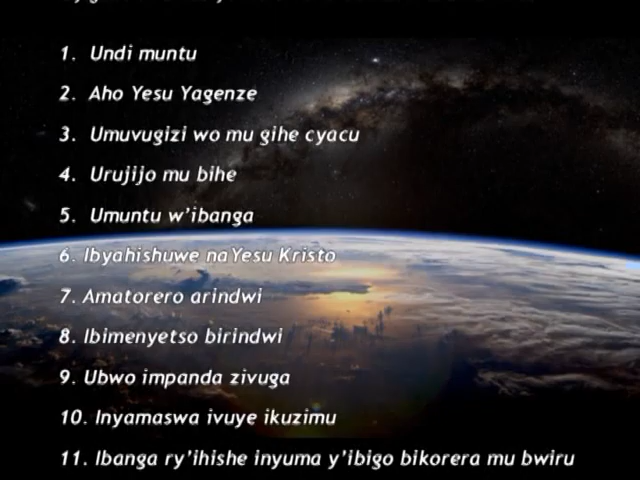 1. Undi muntu
2. Aho Yesu Yagenze
3. Umuvugizi wo mu gihe cyacu
4. Urujijo mu bihe
5. Umuntu w'ibanga
6. Ibyahishuwe naYesu Kristo
7. Amatorero arindwi
8. Ibimenyetso birindwi
9. Ubwo impanda zivuga
10. Inyamaswa ivuye ikuzimu
11. Ibanga ry'ihishe inyuma y'ibigo bikorera mu bwiru